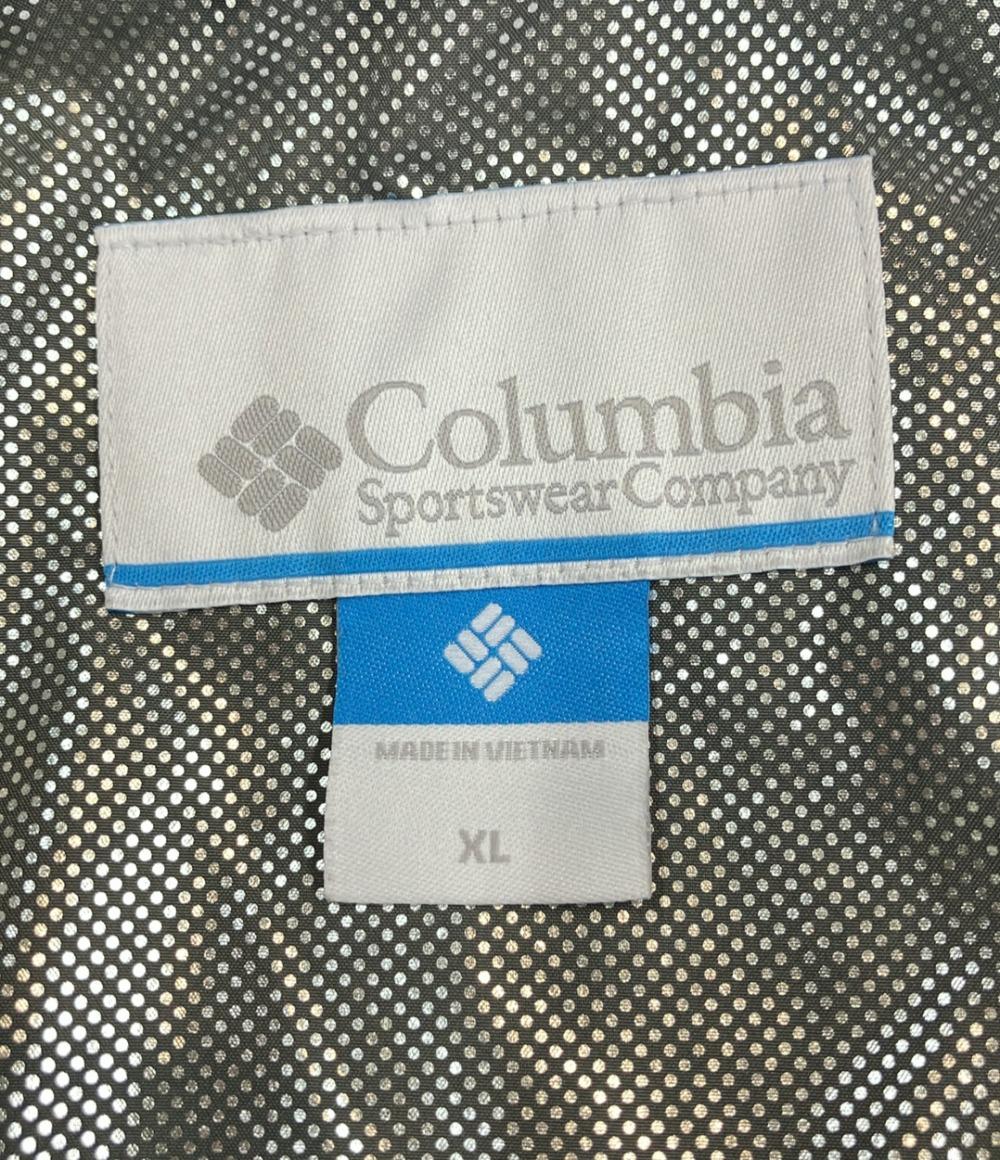 Columbia
Sportswear Company
MADE IN VIETNAM
XL